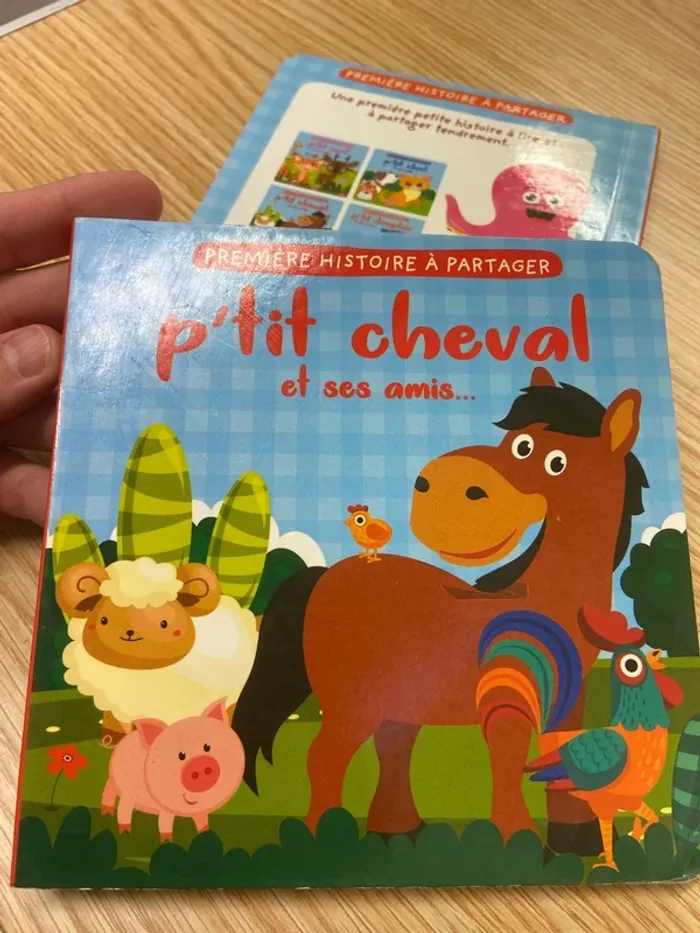 PREMIÈRE HISTOIRE À PARTAGER
Une première petite histoire à lire et
à partager tendrement.
p'tit cheval
PREMIÈRE HISTOIRE À PARTAGER
p'tit cheval
et ses amis...